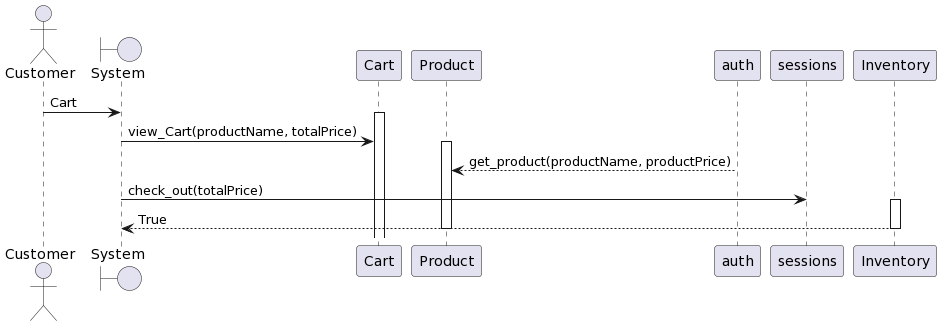 Customer
System
Cart
Product
auth
sessions
Inventory
Cart
view_Cart(productName, totalPrice)
get_product(productName, productPrice)
check_out(totalPrice)
True
Customer
System
Cart
Product
auth
sessions
Inventory